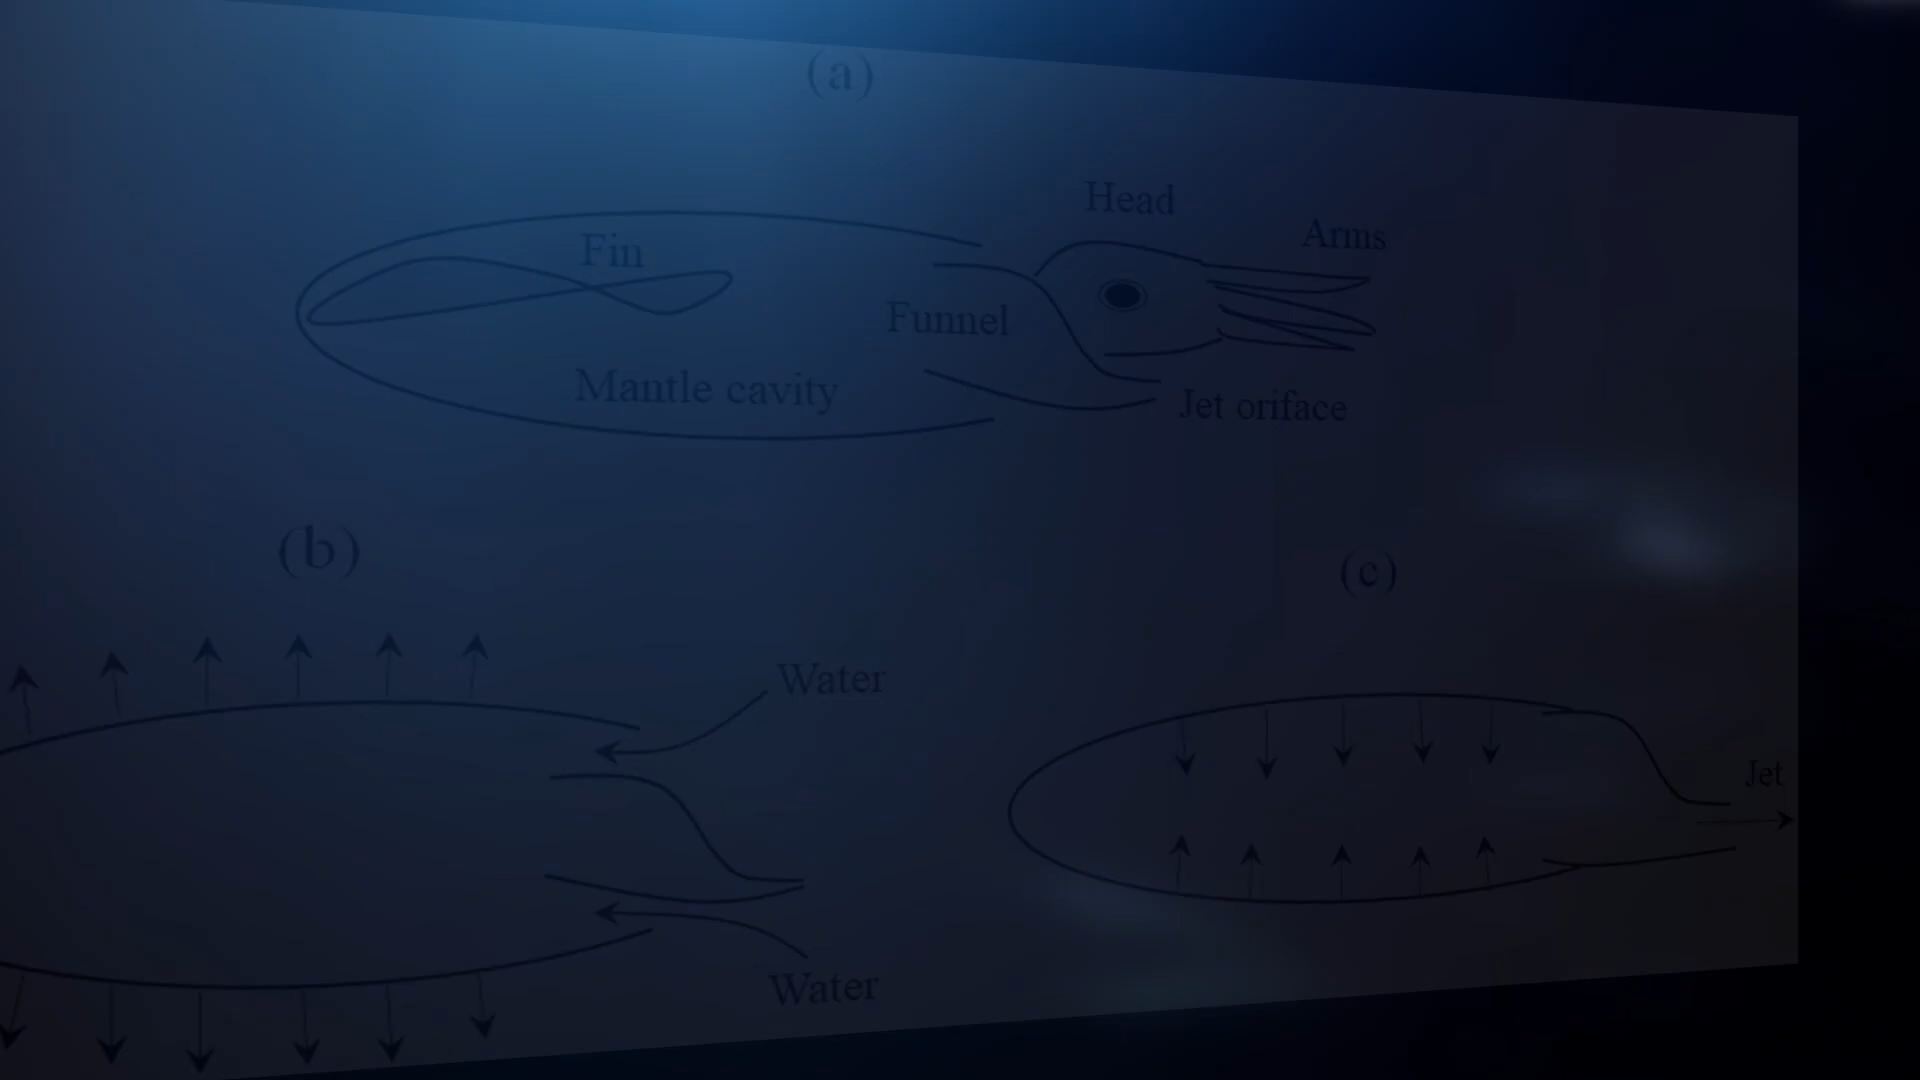 (a)
Head
Arms
Fin
Funnel
Mantle cavity
Jet oriface
(b)
(c)
Water
Jet
Water